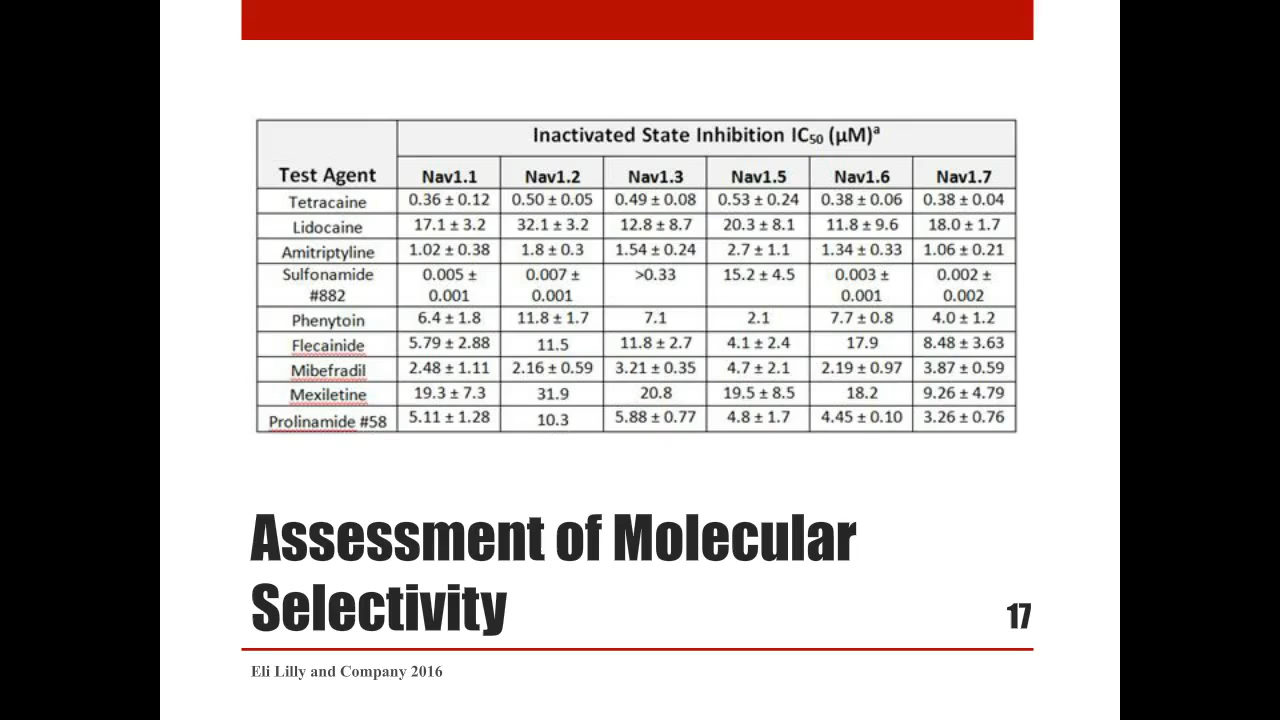 Inactivated State Inhibition IC50 (µM)a
Test Agent Nav1.1 Nav1.2 Nav1.3 Nav1.5 Nav1.6 Nav1.7
Tetracaine 0.36 ± 0.12 0.50 ± 0.05 0.49 ± 0.08 0.53 ± 0.24 0.38 ± 0.06 0.38 ± 0.04
Lidocaine 17.1 ± 3.2 32.1 ± 3.2 12.8 ± 8.7 20.3 ± 8.1 11.8 ± 9.6 18.0 ± 1.7
Amitriptyline 1.02 ± 0.38 1.8 ± 0.3 1.54 ± 0.24 2.7 ± 1.1 1.34 ± 0.33 1.06 ± 0.21
Sulfonamide 0.005 ± 0.007 ± >0.33 15.2 ± 4.5 0.003 ± 0.002 ±
#882 0.001 0.001 0.001 0.002
Phenytoin 6.4 ± 1.8 11.8 ± 1.7 7.1 2.1 7.7 ± 0.8 4.0 ± 1.2
Flecainide 5.79 ± 2.88 11.5 11.8 ± 2.7 4.1 ± 2.4 17.9 8.48 ± 3.63
Mibefradil 2.48 ± 1.11 2.16 ± 0.59 3.21 ± 0.35 4.7 ± 2.1 2.19 ± 0.97 3.87 ± 0.59
Mexiletine 19.3 ± 7.3 31.9 20.8 19.5 ± 8.5 18.2 9.26 ± 4.79
Prolinamide #58 5.11 ± 1.28 10.3 5.88 ± 0.77 4.8 ± 1.7 4.45 ± 0.10 3.26 ± 0.76
Assessment of Molecular
Selectivity
17
Eli Lilly and Company 2016